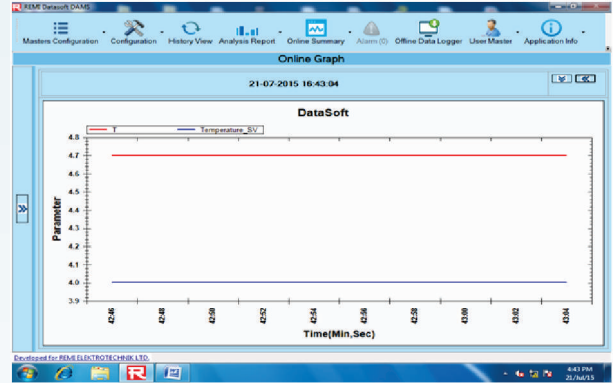 REMI Datasoft DAMS
Masters Configuration Configuration History View Analysis Report Online Summary Alarm (0) Offline Data Logger User Master Application Info
Online Graph
21-07-2015 16:43:04
DataSoft
T Temperature_SV
4.8
4.7
4.6
4.5
4.4
4.3
4.2
4.1
4.0
3.9
Parameter
42:46 42:48 42:50 42:52 42:54 42:56 42:58 43:00 43:02 43:04
Time(Min,Sec)
Developed for REMI ELEKTROTECHNIK LTD.
4:43 PM
21/Jul/15